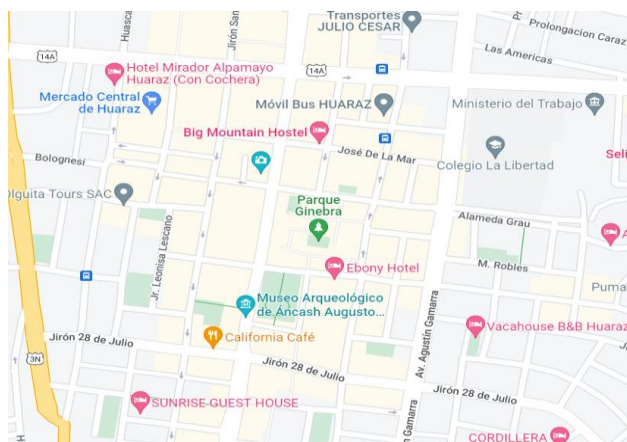 Transportes
JULIO CESAR
Prolongacion Caraz
Huasca
Jirón San
14A
Las Americas
Hotel Mirador Alpamayo
Huaraz (Con Cochera)
14A
Mercado Central
de Huaraz
Móvil Bus HUARAZ
Ministerio del Trabajo
Big Mountain Hostel
José De La Mar
Bolognesi
Colegio La Libertad
Seli
Olguita Tours SAC
Parque
Ginebra
Jr. Leonisa Lescano
Alameda Grau
A
Ebony Hotel
M. Robles
Puma
Museo Arqueológico
de Ancash Augusto...
Av. Agustín Gamarra
Vacahouse B&B Huaraz
California Café
Jirón 28 de Julio
3N
Jirón 28 de Julio
Jirón 28 de Julio
SUNRISE GUEST HOUSE
Gamarra
CORDILLERA